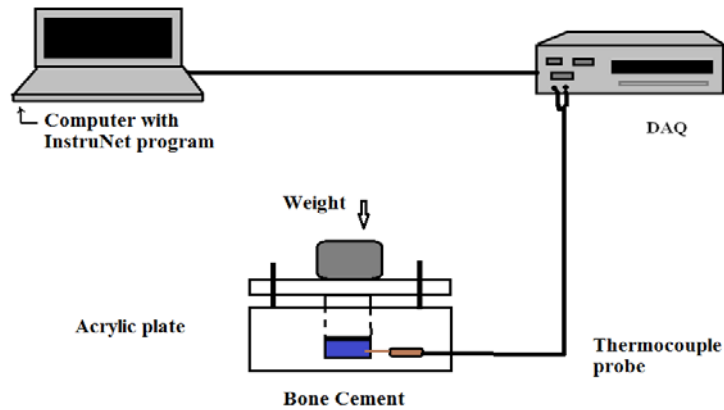 Computer with
InstruNet program
DAQ
Weight
Acrylic plate
Thermocouple
probe
Bone Cement